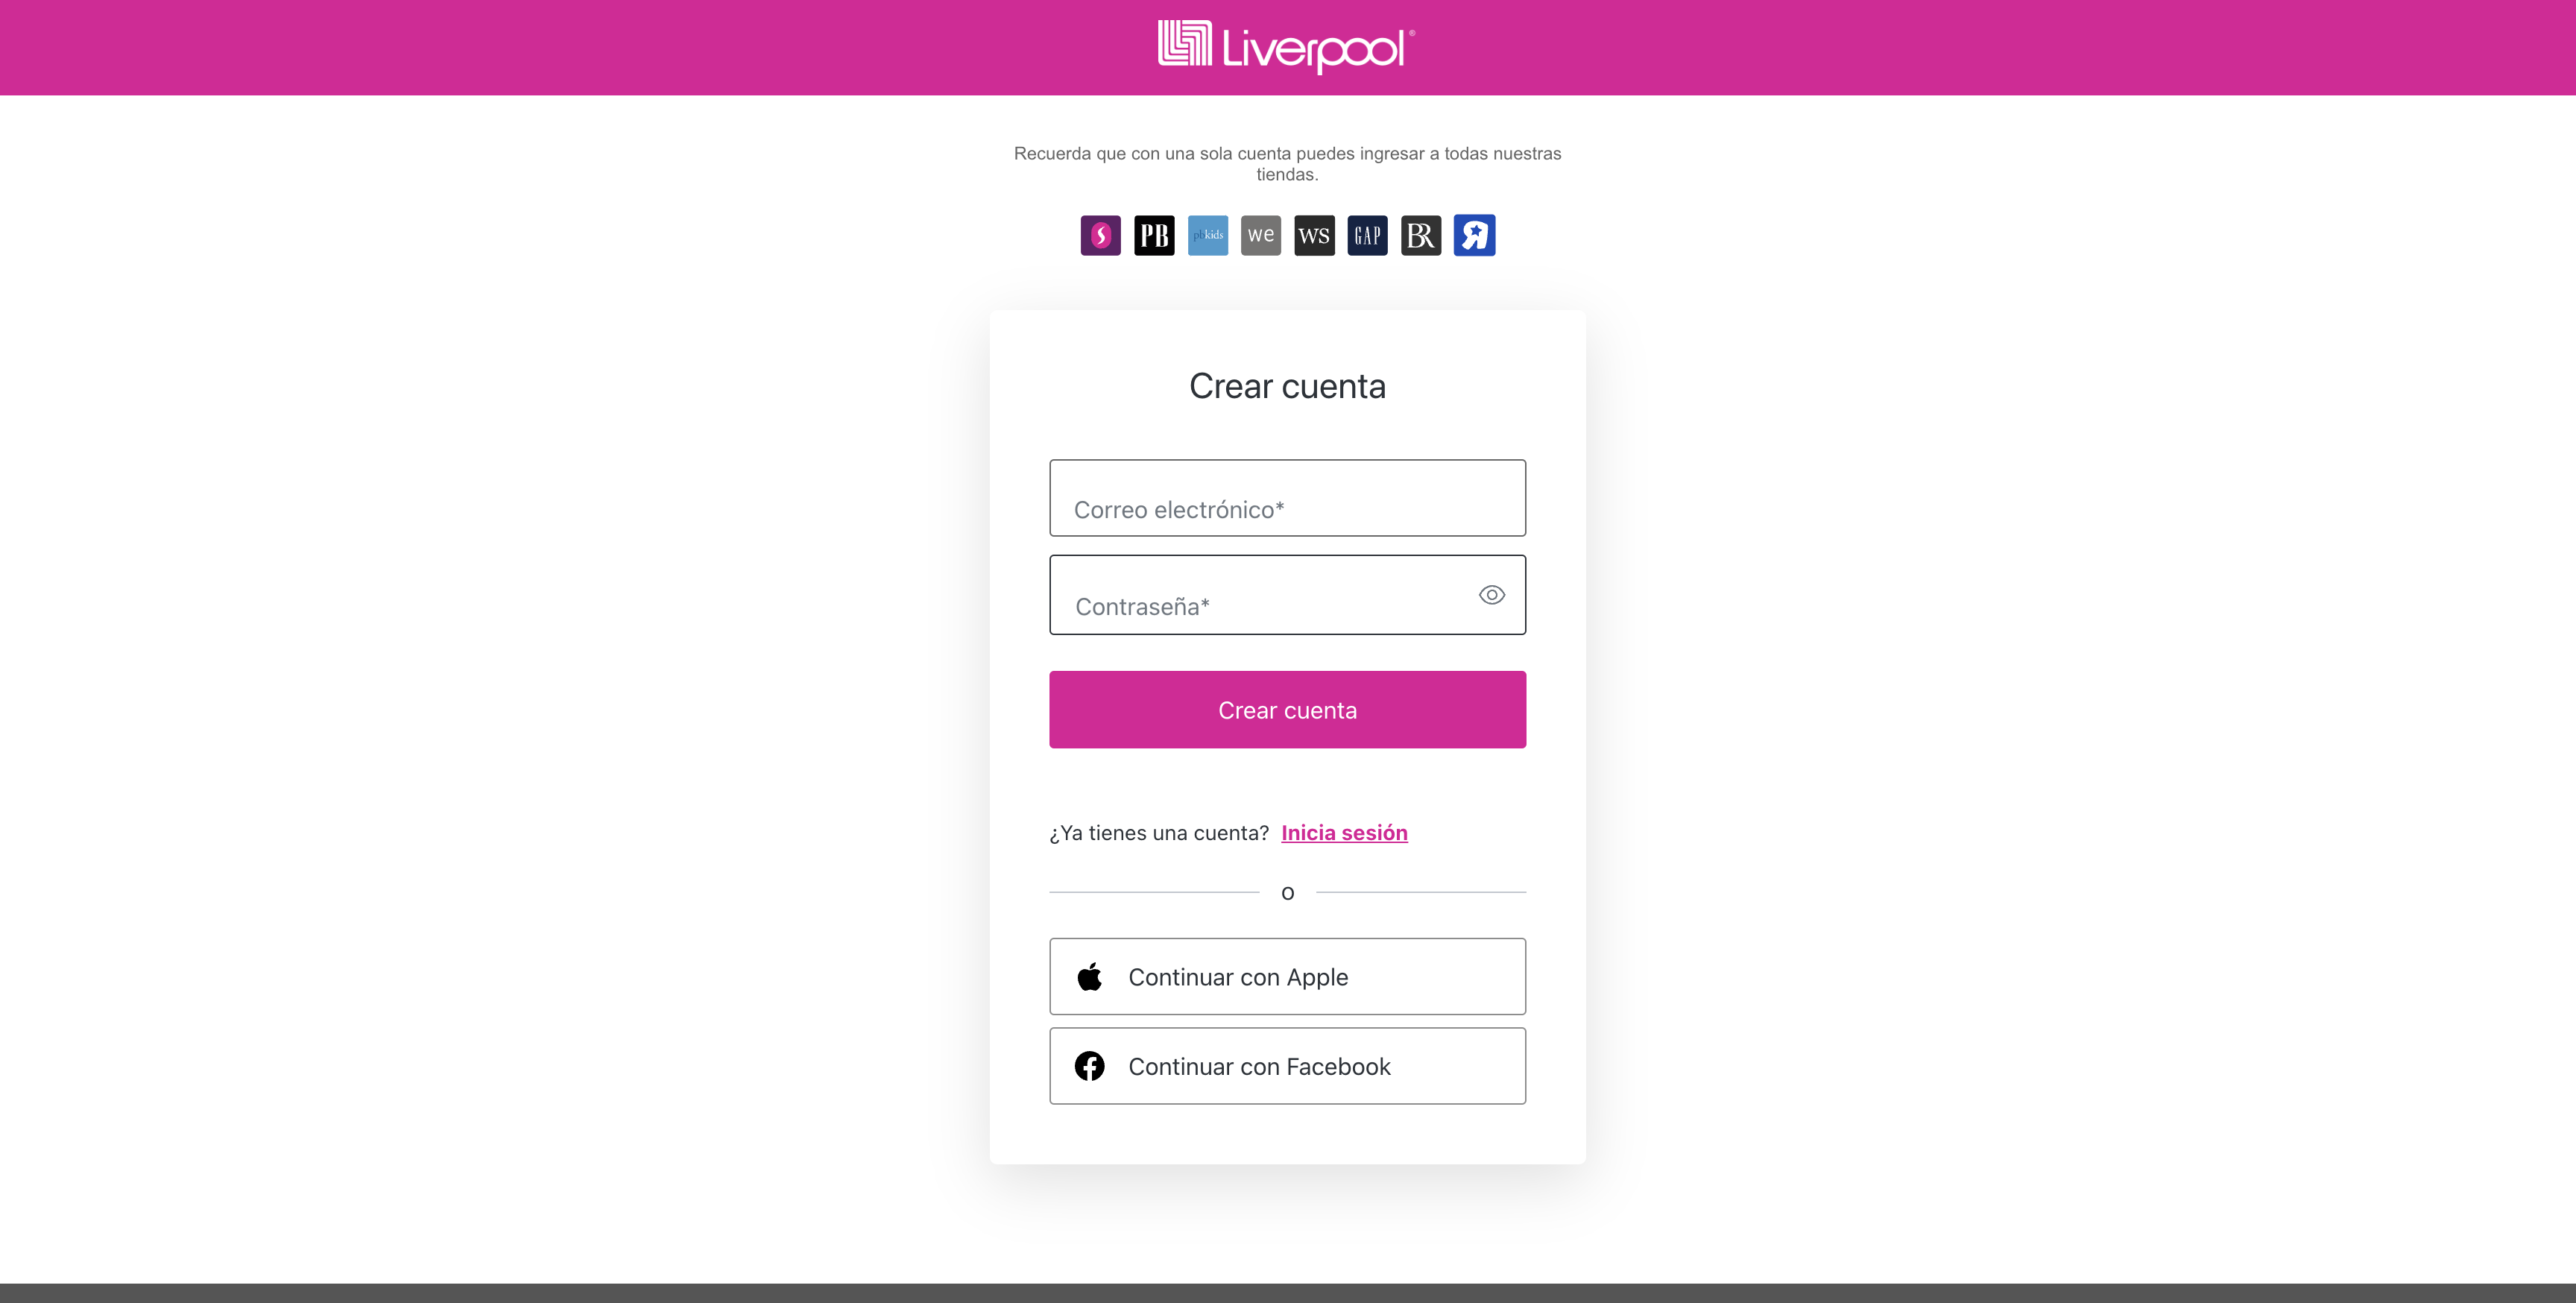 Liverpool®
Recuerda que con una sola cuenta puedes ingresar a todas nuestras
tiendas.
PB pbkids we WS GAP BR R
Crear cuenta
Correo electrónico*
Contraseña*
Crear cuenta
¿Ya tienes una cuenta? Inicia sesión
o
Continuar con Apple
Continuar con Facebook